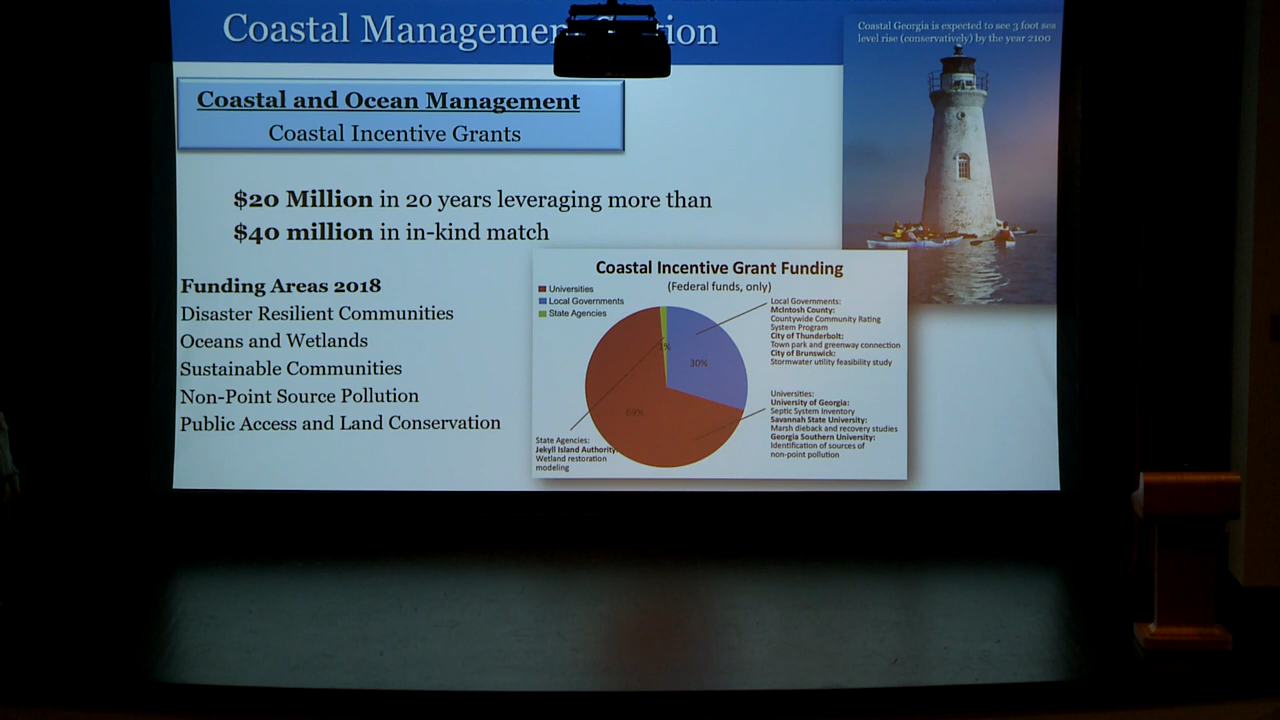 Coastal Management
Coastal Georgia is expected to see 3 foot sea
level rise (conservatively) by the year 2100
Coastal and Ocean Management
Coastal Incentive Grants
$20 Million in 20 years leveraging more than
$40 million in in-kind match
Funding Areas 2018
Disaster Resilient Communities
Oceans and Wetlands
Sustainable Communities
Non-Point Source Pollution
Public Access and Land Conservation
Coastal Incentive Grant Funding
(Federal funds, only)
Universities
Local Governments
State Agencies
1%
30%
69%
Local Governments:
McIntosh County:
Countywide Community Rating
System Program
City of Thunderbolt:
Town park and greenway connection
City of Brunswick:
Stormwater utility feasibility study
Universities:
University of Georgia:
Septic System Inventory
Savannah State University:
Marsh dieback and recovery studies
Georgia Southern University:
Identification of sources of
non-point pollution
State Agencies:
Jekyll Island Authority:
Wetland restoration
modeling